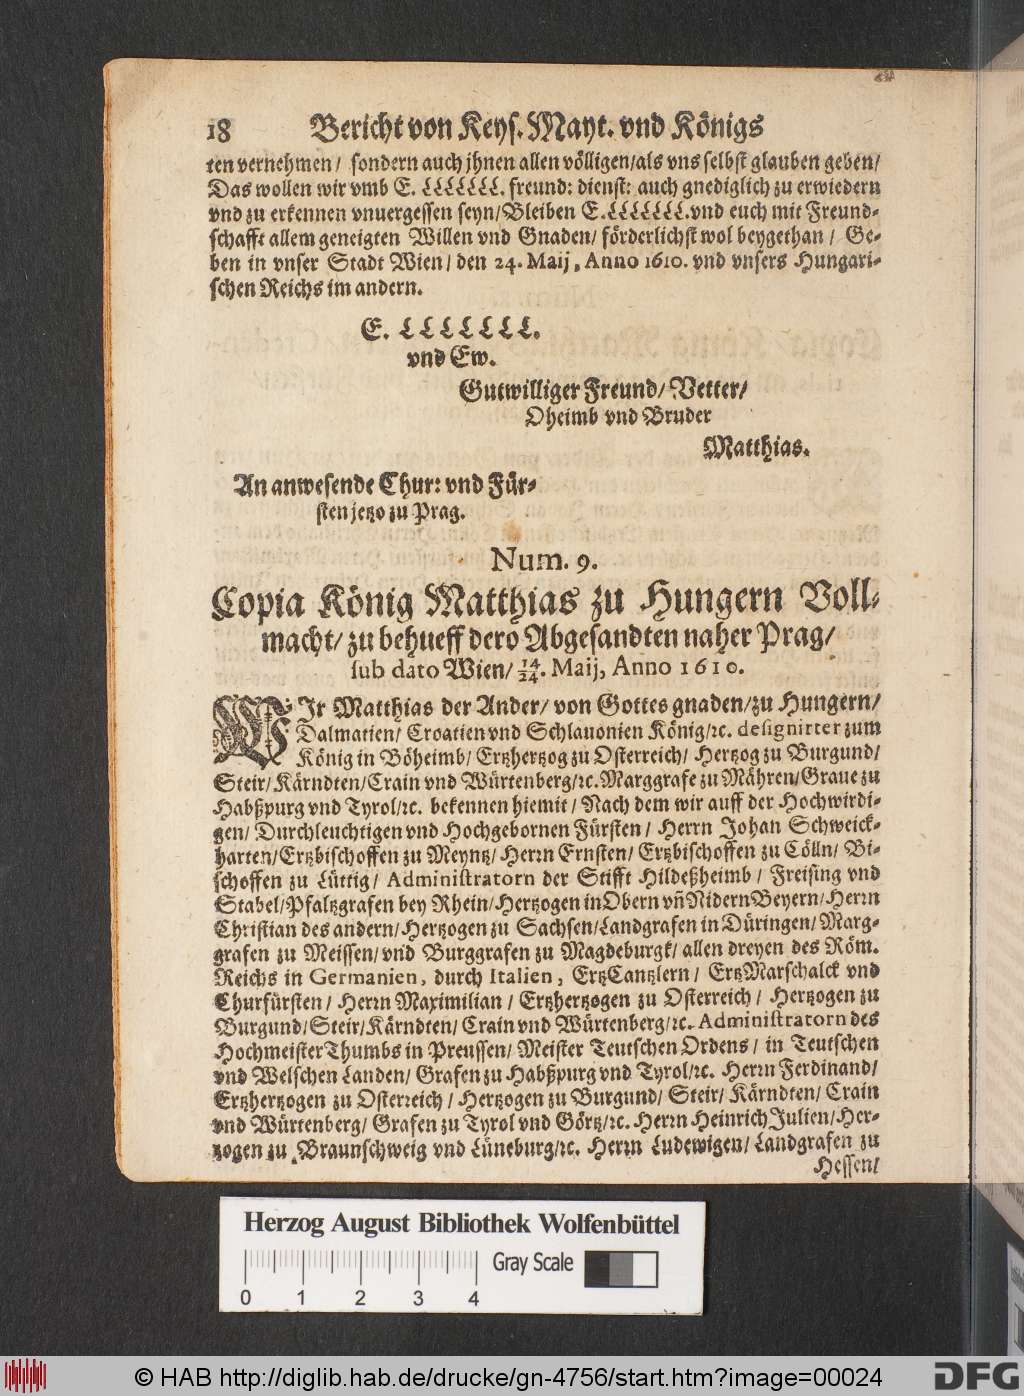 18 Bericht von Keys. Mayt. vnd Königs
ten vernehmen / sondern auch jhnen allen völligen/als vns selbst glauben geben/
Das wollen wir vmb E. LLLLLLL. freund: dienst: auch gnediglich zu erwiedern
vnd zu erkennen vnuergessen seyn/Bleiben E.LLLLLLL.vnd euch mit Freund-
schafft allem geneigten Willen vnd Gnaden/ förderlichst wol beygethan / Ge-
ben in vnser Stadt Wien/ den 24. Maij, Anno 1610. vnd vnsers Hungari-
schen Reichs im andern.
E. LLLLLLL.
vnd Ew.
Gutwilliger Freund/ Vetter/
Oheimb vnd Bruder
Matthias.
An anwesende Chur: vnd Für-
sten jetzo zu Prag.
Num. 9.
Copia König Matthias zu Hungern Voll-
macht/ zu behueff dero Abgesandten naher Prag/
sub dato Wien/ 14/24. Maij, Anno 1610.
WIr Matthias der Ander/ von Gottes gnaden/zu Hungern/
Dalmatien/ Croatien vnd Schlauonien König/ꝛc. designirter zum
König in Böheimb/ Ertzhertzog zu Osterreich/ Hertzog zu Burgund/
Steir/Kärndten/Crain vnd Würtenberg/ꝛc. Marggrafe zu Mähren/Graue zu
Habßpurg vnd Tyrol/ꝛc. bekennen hiemit / Nach dem wir auff der Hochwirdi-
gen/ Durchleuchtigen vnd Hochgebornen Fürsten / Herrn Johan Schweick-
harten/Ertzbischoffen zu Meyntz/ Herrn Ernsten/ Ertzbischoffen zu Cölln/ Bi-
schoffen zu Lüttig/ Administratorn der Stifft Hildeßheimb / Freising vnd
Stabel/Pfaltzgrafen bey Rhein/Hertzogen in Obern vñ Nidern Beyern/Herrn
Christian des andern/Hertzogen zu Sachsen/Landgrafen in Düringen/ Marg-
grafen zu Meissen/ vnd Burggrafen zu Magdeburgk/ allen dreyen des Röm.
Reichs in Germanien, durch Italien, ErtzCantzlern / ErtzMarschalck vnd
Churfürsten / Herrn Maximilian / Ertzhertzogen zu Osterreich / Hertzogen zu
Burgund/Steir/Kärndten/ Crain vnd Würtenberg/ꝛc. Administratorn des
HochmeisterThumbs in Preussen/ Meister Teutschen Ordens / in Teutschen
vnd Welschen Landen/ Grafen zu Habßpurg vnd Tyrol/ꝛc. Herrn Ferdinand/
Ertzhertzogen zu Osterreich / Hertzogen zu Burgund/ Steir/ Kärndten/ Crain
vnd Würtenberg/ Grafen zu Tyrol vnd Görtz/ꝛc. Herrn Heinrich Julien/ Her-
zogen zu Braunschweig vnd Lüneburg/ꝛc. Herrn Ludewigen/ Landgrafen zu
Hessen/
Herzog August Bibliothek Wolfenbüttel
Gray Scale
0 1 2 3 4
© HAB http://diglib.hab.de/drucke/gn-4756/start.htm?image=00024
DFG